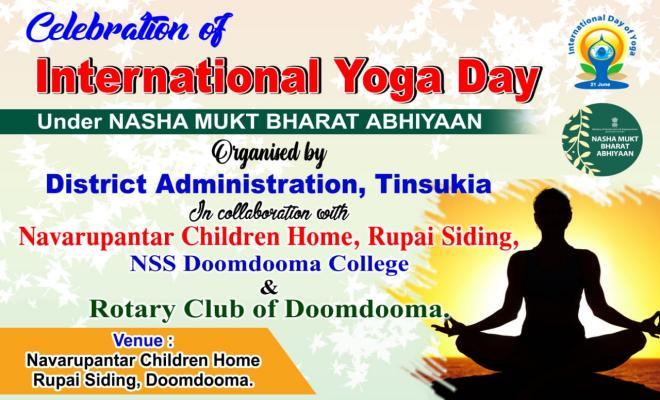 Celebration of
International Yoga Day
Under NASHA MUKT BHARAT ABHIYAAN
Organised by
District Administration, Tinsukia
In collaboration with
Navarupantar Children Home, Rupai Siding,
NSS Doomdooma College
&
Rotary Club of Doomdooma.
Venue :
Navarupantar Children Home
Rupai Siding, Doomdooma.
International Day of Yoga
21 June
NASHA MUKT
BHARAT
ABHIYAAN